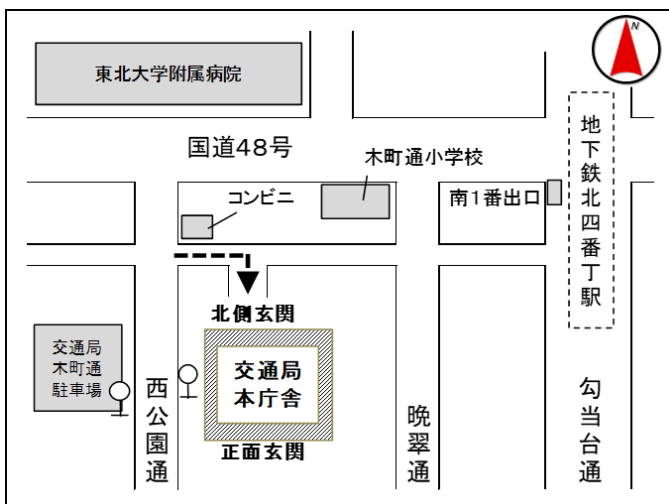 N
東北大学附属病院
国道48号
木町通小学校
コンビニ
南1番出口
地下鉄北四番丁駅
北側玄関
交通局
本庁舎
正面玄関
交通局
木町通
駐車場
西公園通
晩翠通
勾当台通